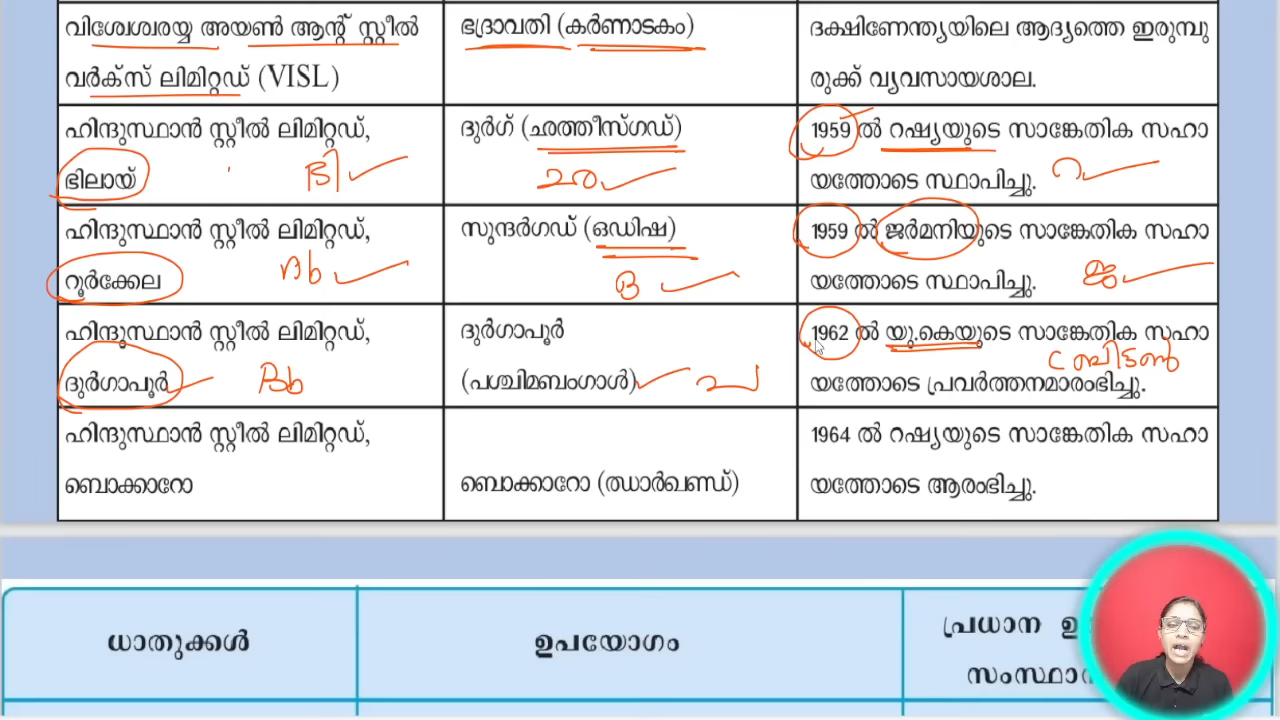 വിശ്വേശ്വരയ്യ അയൺ ആന്റ് സ്റ്റീൽ
വർക്സ് ലിമിറ്റഡ് (VISL)
ഭദ്രാവതി (കർണാടകം)
ദക്ഷിണേന്ത്യയിലെ ആദ്യത്തെ ഇരുമ്പു
രുക്ക് വ്യവസായശാല.
ഹിന്ദുസ്ഥാൻ സ്റ്റീൽ ലിമിറ്റഡ്,
ഭിലായ്
ദുർഗ് (ഛത്തീസ്ഗഡ്)
1959 ൽ റഷ്യയുടെ സാങ്കേതിക സഹാ
യത്തോടെ സ്ഥാപിച്ചു.
ഹിന്ദുസ്ഥാൻ സ്റ്റീൽ ലിമിറ്റഡ്,
റൂർക്കേല
സുന്ദർഗഡ് (ഒഡിഷ)
1959 ൽ ജർമനിയുടെ സാങ്കേതിക സഹാ
യത്തോടെ സ്ഥാപിച്ചു.
ജ
ഹിന്ദുസ്ഥാൻ സ്റ്റീൽ ലിമിറ്റഡ്,
ദുർഗാപൂർ
ദുർഗാപൂർ
(പശ്ചിമബംഗാൾ)
1962 ൽ യു.കെയുടെ സാങ്കേതിക സഹാ
യത്തോടെ പ്രവർത്തനമാരംഭിച്ചു.
ഹിന്ദുസ്ഥാൻ സ്റ്റീൽ ലിമിറ്റഡ്,
ബൊക്കാറോ
ബൊക്കാറോ (ഝാർഖണ്ഡ്)
1964 ൽ റഷ്യയുടെ സാങ്കേതിക സഹാ
യത്തോടെ ആരംഭിച്ചു.
ധാതുക്കൾ
ഉപയോഗം
പ്രധാന